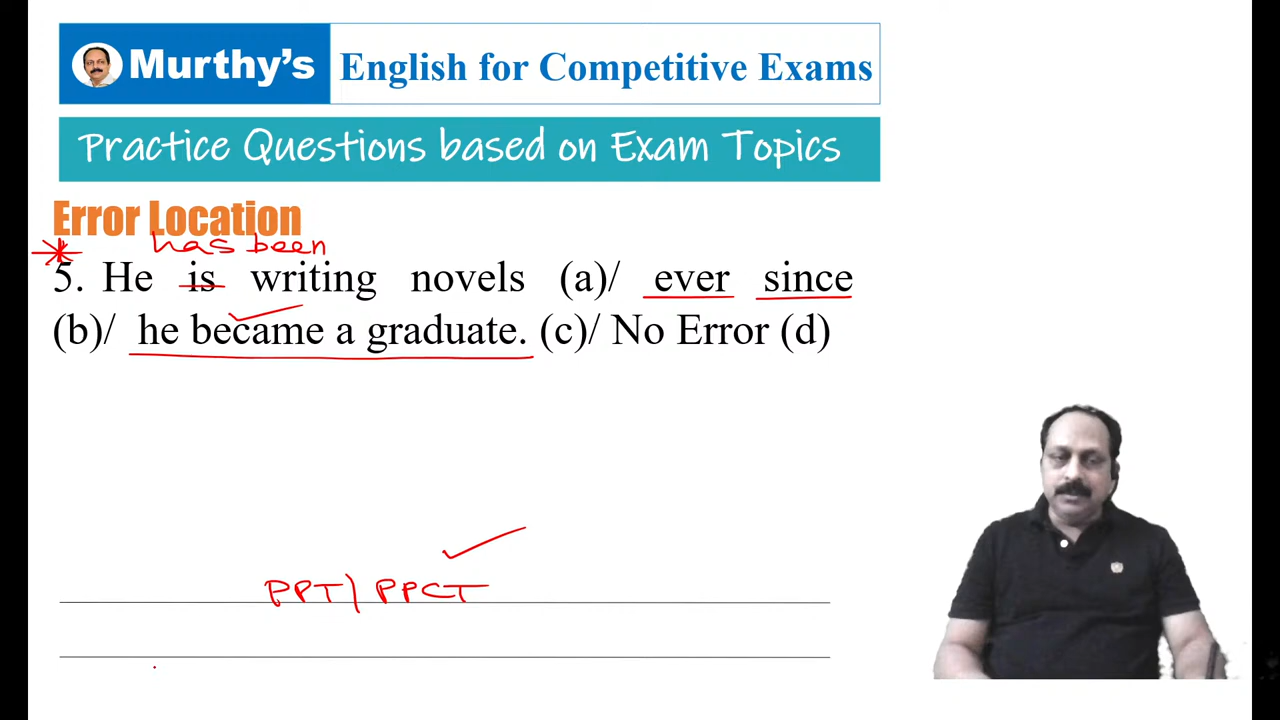 Murthy's English for Competitive Exams
Practice Questions based on Exam Topics
Error Location
has been
5. He is writing novels (a)/ ever since
(b)/ he became a graduate. (c)/ No Error (d)
PPT/ PPCT